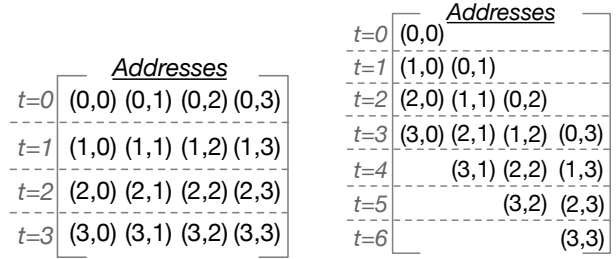 Addresses
t=0 (0,0) (0,1) (0,2) (0,3)
t=1 (1,0) (1,1) (1,2) (1,3)
t=2 (2,0) (2,1) (2,2) (2,3)
t=3 (3,0) (3,1) (3,2) (3,3)
Addresses
t=0 (0,0)
t=1 (1,0) (0,1)
t=2 (2,0) (1,1) (0,2)
t=3 (3,0) (2,1) (1,2) (0,3)
t=4 (3,1) (2,2) (1,3)
t=5 (3,2) (2,3)
t=6 (3,3)